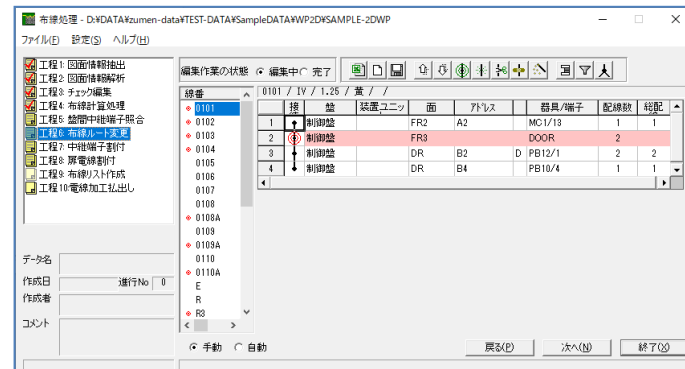 布線処理 - D:¥DATA¥zumen-data¥TEST-DATA¥SampleDATA¥WP2D¥SAMPLE-2DWP
ファイル(F) 設定(S) ヘルプ(H)
工程1: 図面情報抽出
工程2: 図面情報解析
工程3: チェック編集
工程4: 布線計算処理
工程5: 盤間中継端子照合
工程6: 布線ルート変更
工程7: 中継端子割付
工程8: 扉電線割付
工程9: 布線リスト作成
工程10:電線加工払出し
データ名
作成日 進行No 0
作成者
コメント
編集作業の状態 編集中 完了
線番
0101
0102
0103
0104
0105
0106
0107
0108
0108A
0109
0109A
0110
0110A
E
R
R3
手動 自動
0101 / IV / 1.25 / 黄 / /
接 盤 装置ユニッ 面 アドレス 器具/端子 配線数 総配
1 制御盤 FR2 A2 MC1/13 1 1
2 制御盤 FR3 DOOR 2
3 制御盤 DR B2 D PB12/1 2 2
4 制御盤 DR B4 PB10/4 1 1
戻る(P) 次へ(N) 終了(X)